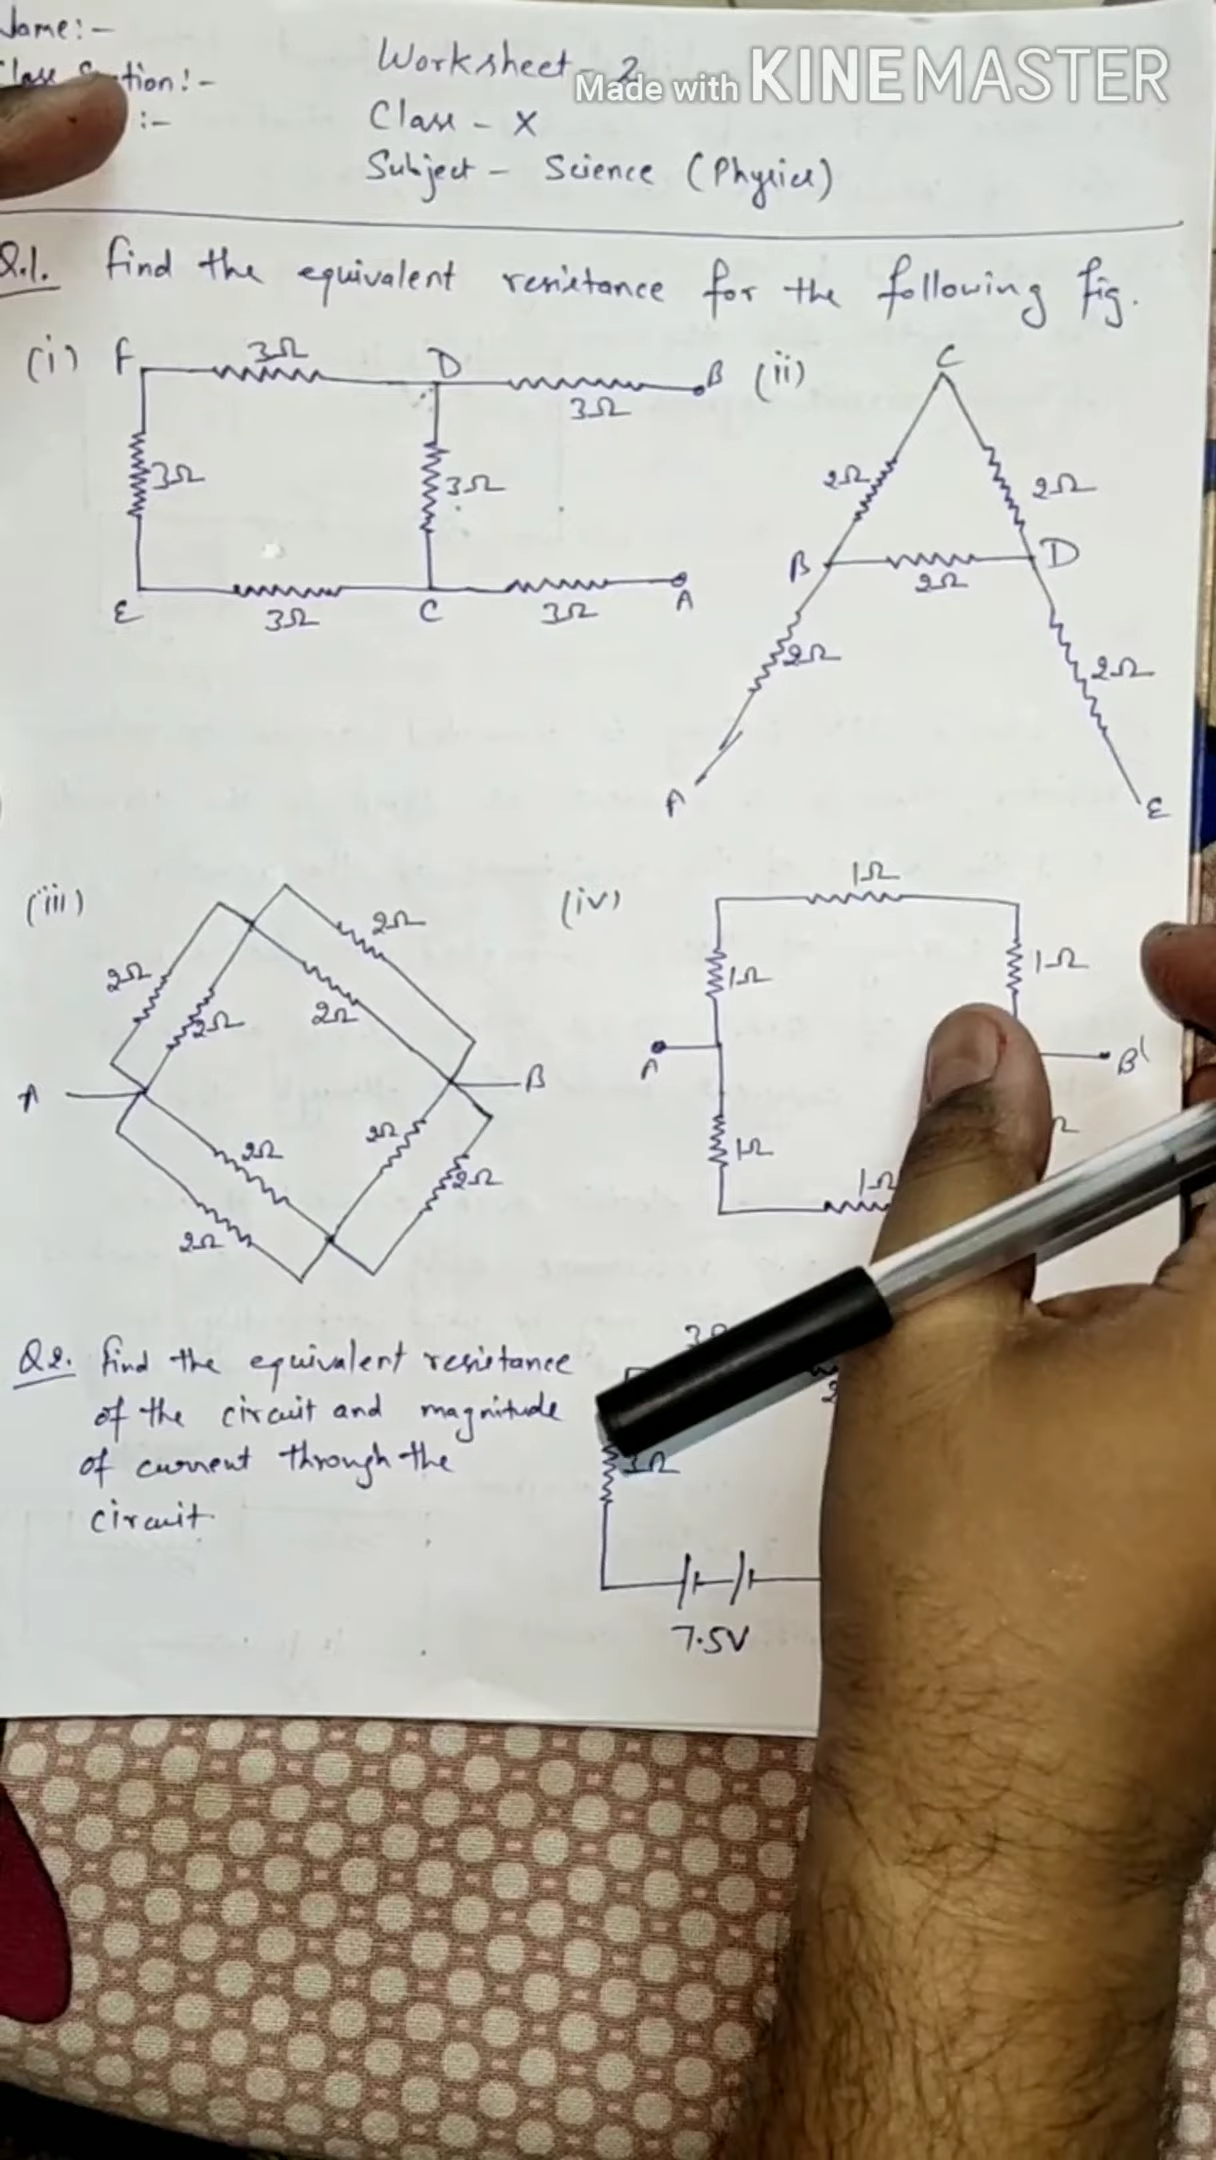 Name:-
Worksheet - 2
Made with KINEMASTER
:-
Class - X
Subject - Science (Physics)
Q.1. find the equivalent resistance for the following fig.
(i) F 3Ω D B (ii) C
3Ω
3Ω 3Ω 2Ω 2Ω
B D
2Ω
E 3Ω C 3Ω A
2Ω 2Ω
A E
(iii) (iv) 1Ω
2Ω
2Ω 1Ω 1Ω
2Ω 2Ω
A B A B
2Ω 2Ω 1Ω
2Ω 1Ω
2Ω
Q2. find the equivalent resistance
of the circuit and magnitude
of current through the 3Ω
circuit
7.5V